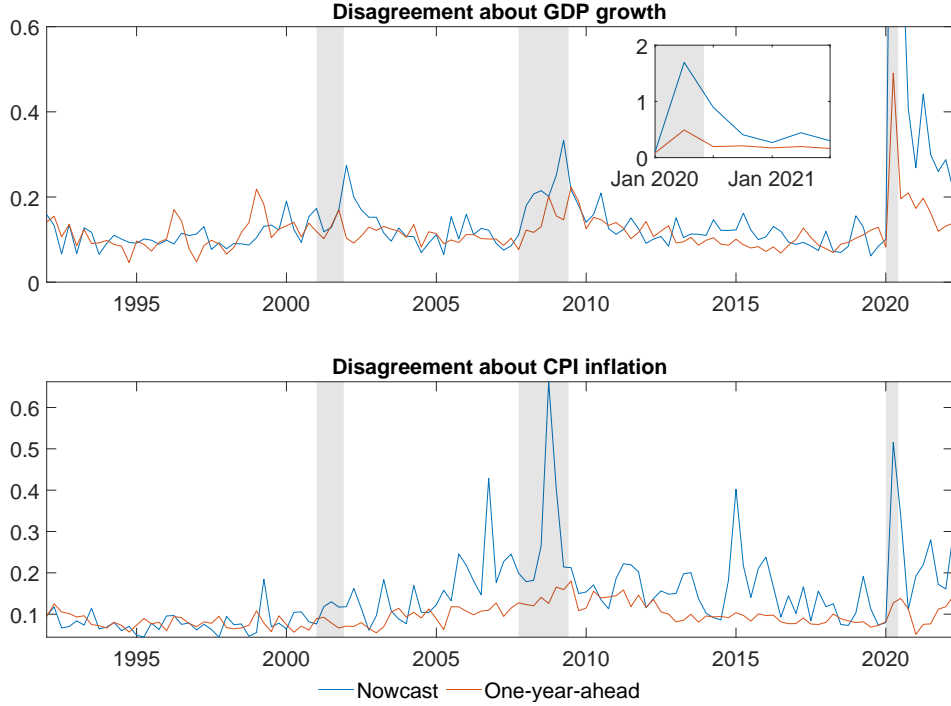 Disagreement about GDP growth
0.6
0.4
0.2
0
2
1
0
Jan 2020 Jan 2021
1995 2000 2005 2010 2015 2020
Disagreement about CPI inflation
0.6
0.5
0.4
0.3
0.2
0.1
1995 2000 2005 2010 2015 2020
Nowcast One-year-ahead